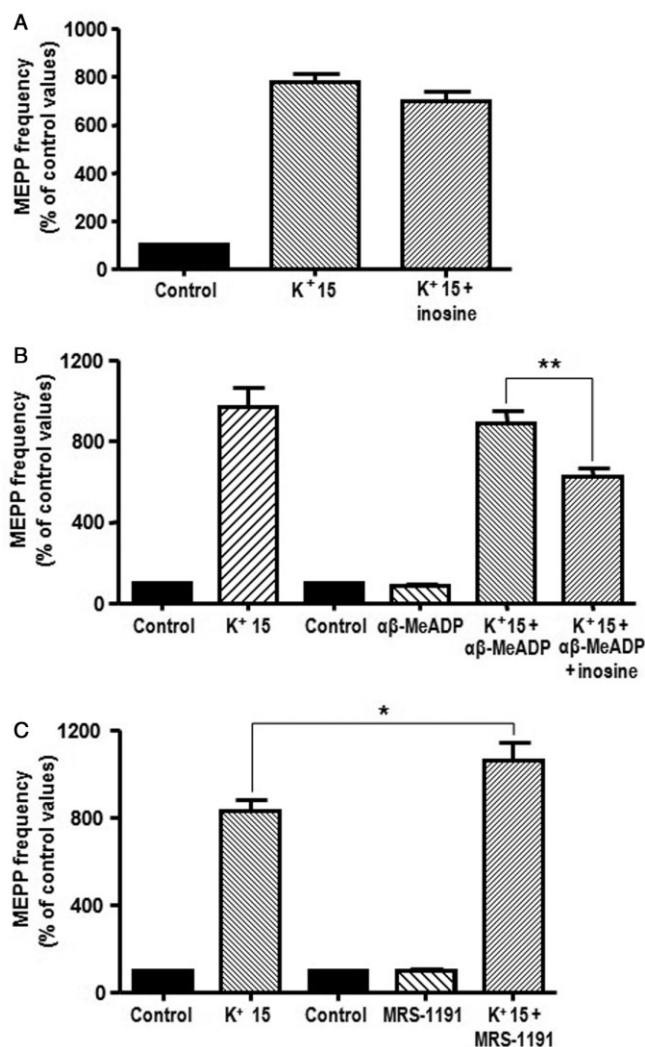 A
MEPP frequency
(% of control values)
1000
800
600
400
200
0
Control
K⁺ 15
K⁺ 15 +
inosine
B
MEPP frequency
(% of control values)
1200
800
400
0
**
Control
K⁺ 15
Control
αβ-MeADP
K⁺15 +
αβ-MeADP
K⁺15 +
αβ-MeADP
+ inosine
C
MEPP frequency
(% of control values)
1200
800
400
0
*
Control
K⁺ 15
Control
MRS-1191
K⁺ 15 +
MRS-1191